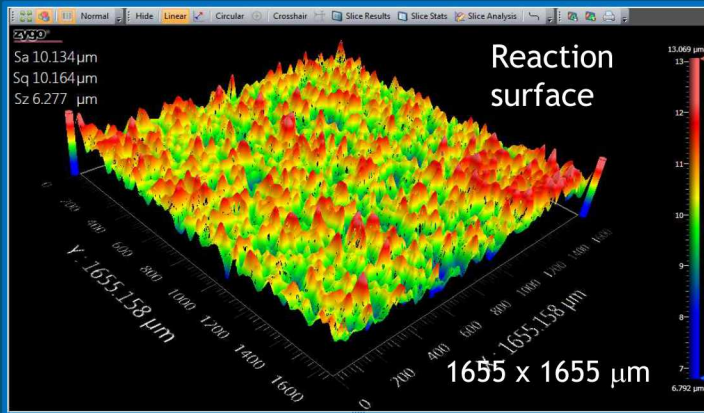 Normal Hide Linear Circular Crosshair Slice Results Slice Stats Slice Analysis
zygo
Sa 10.134 µm
Sq 10.164 µm
Sz 6.277 µm
Reaction
surface
13.069 µm
13
12
11
10
9
8
7
6.792 µm
0
200
400
600
800
1000
1200
1400
1600
Y: 1655.158 µm
0
200
400
600
800
1000
1200
: 1655.158 µm
1655 x 1655 µm